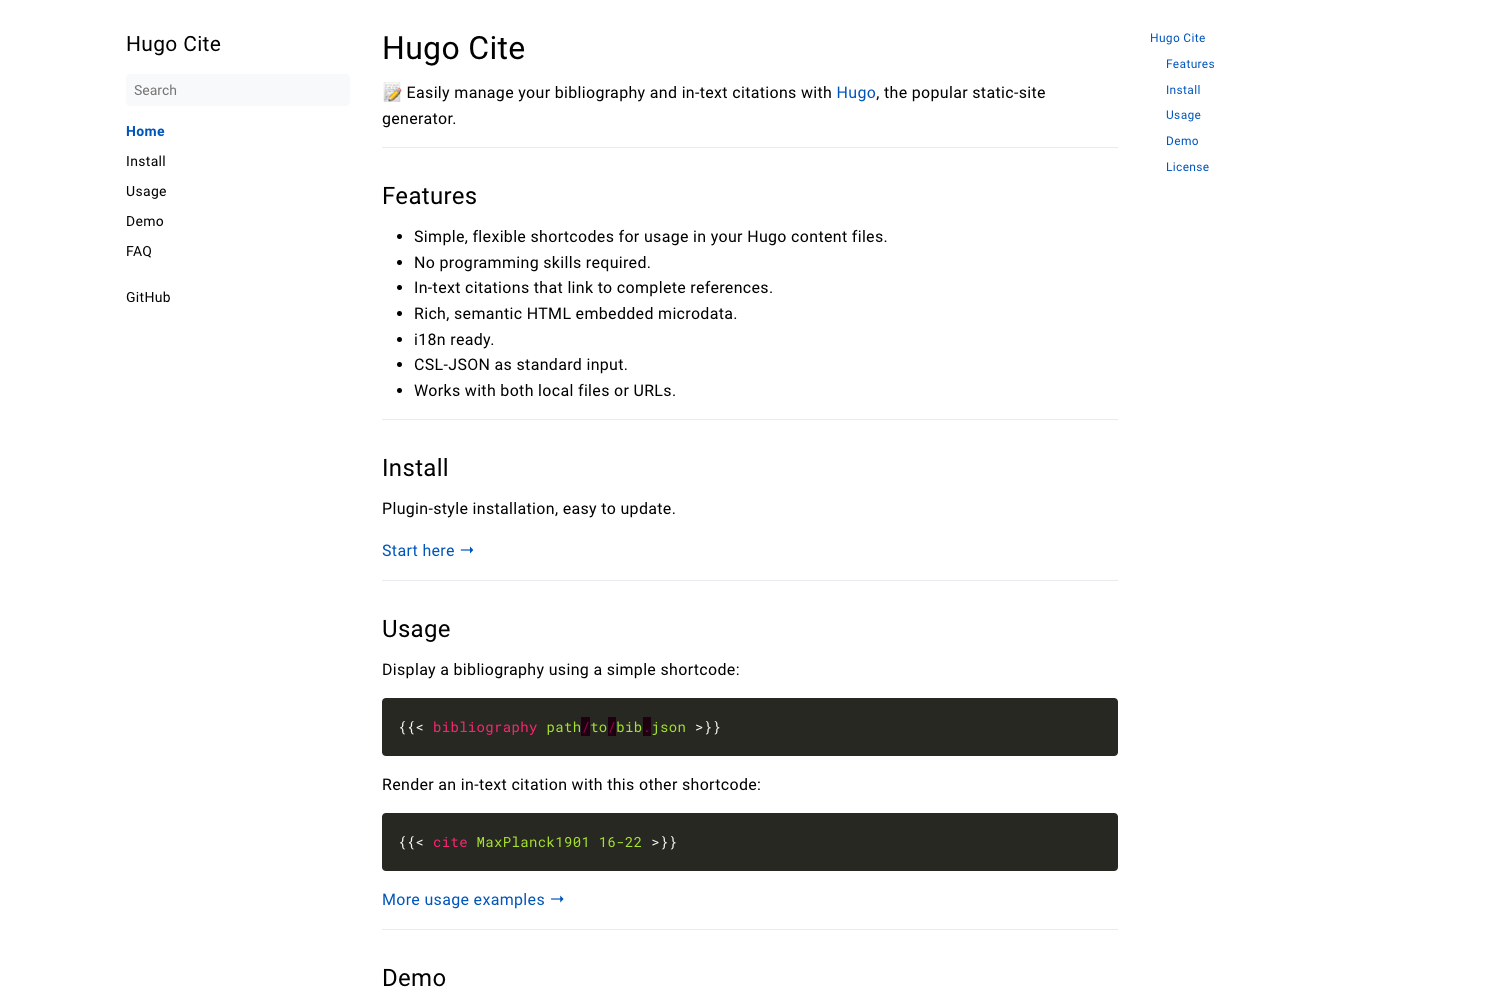 Hugo Cite
Search
Home
Install
Usage
Demo
FAQ
GitHub
Hugo Cite
📝 Easily manage your bibliography and in-text citations with Hugo, the popular static-site
generator.
Features
• Simple, flexible shortcodes for usage in your Hugo content files.
• No programming skills required.
• In-text citations that link to complete references.
• Rich, semantic HTML embedded microdata.
• i18n ready.
• CSL-JSON as standard input.
• Works with both local files or URLs.
Install
Plugin-style installation, easy to update.
Start here →
Usage
Display a bibliography using a simple shortcode:
{{< bibliography path/to/bib.json >}}
Render an in-text citation with this other shortcode:
{{< cite MaxPlanck1901 16-22 >}}
More usage examples →
Demo
Hugo Cite
Features
Install
Usage
Demo
License